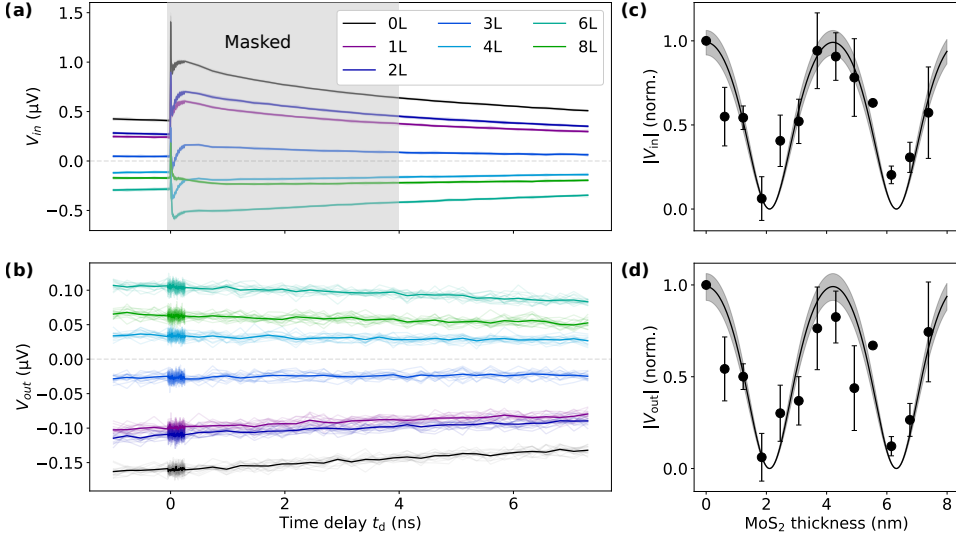 (a)
Masked
0L
1L
2L
3L
4L
6L
8L
1.5
1.0
0.5
0.0
−0.5
V_in (μV)
(b)
0.10
0.05
0.00
−0.05
−0.10
−0.15
V_out (μV)
0
2
4
6
Time delay t_d (ns)
(c)
1.0
0.5
0.0
|V_in| (norm.)
(d)
1.0
0.5
0.0
|V_out| (norm.)
0
2
4
6
8
MoS₂ thickness (nm)